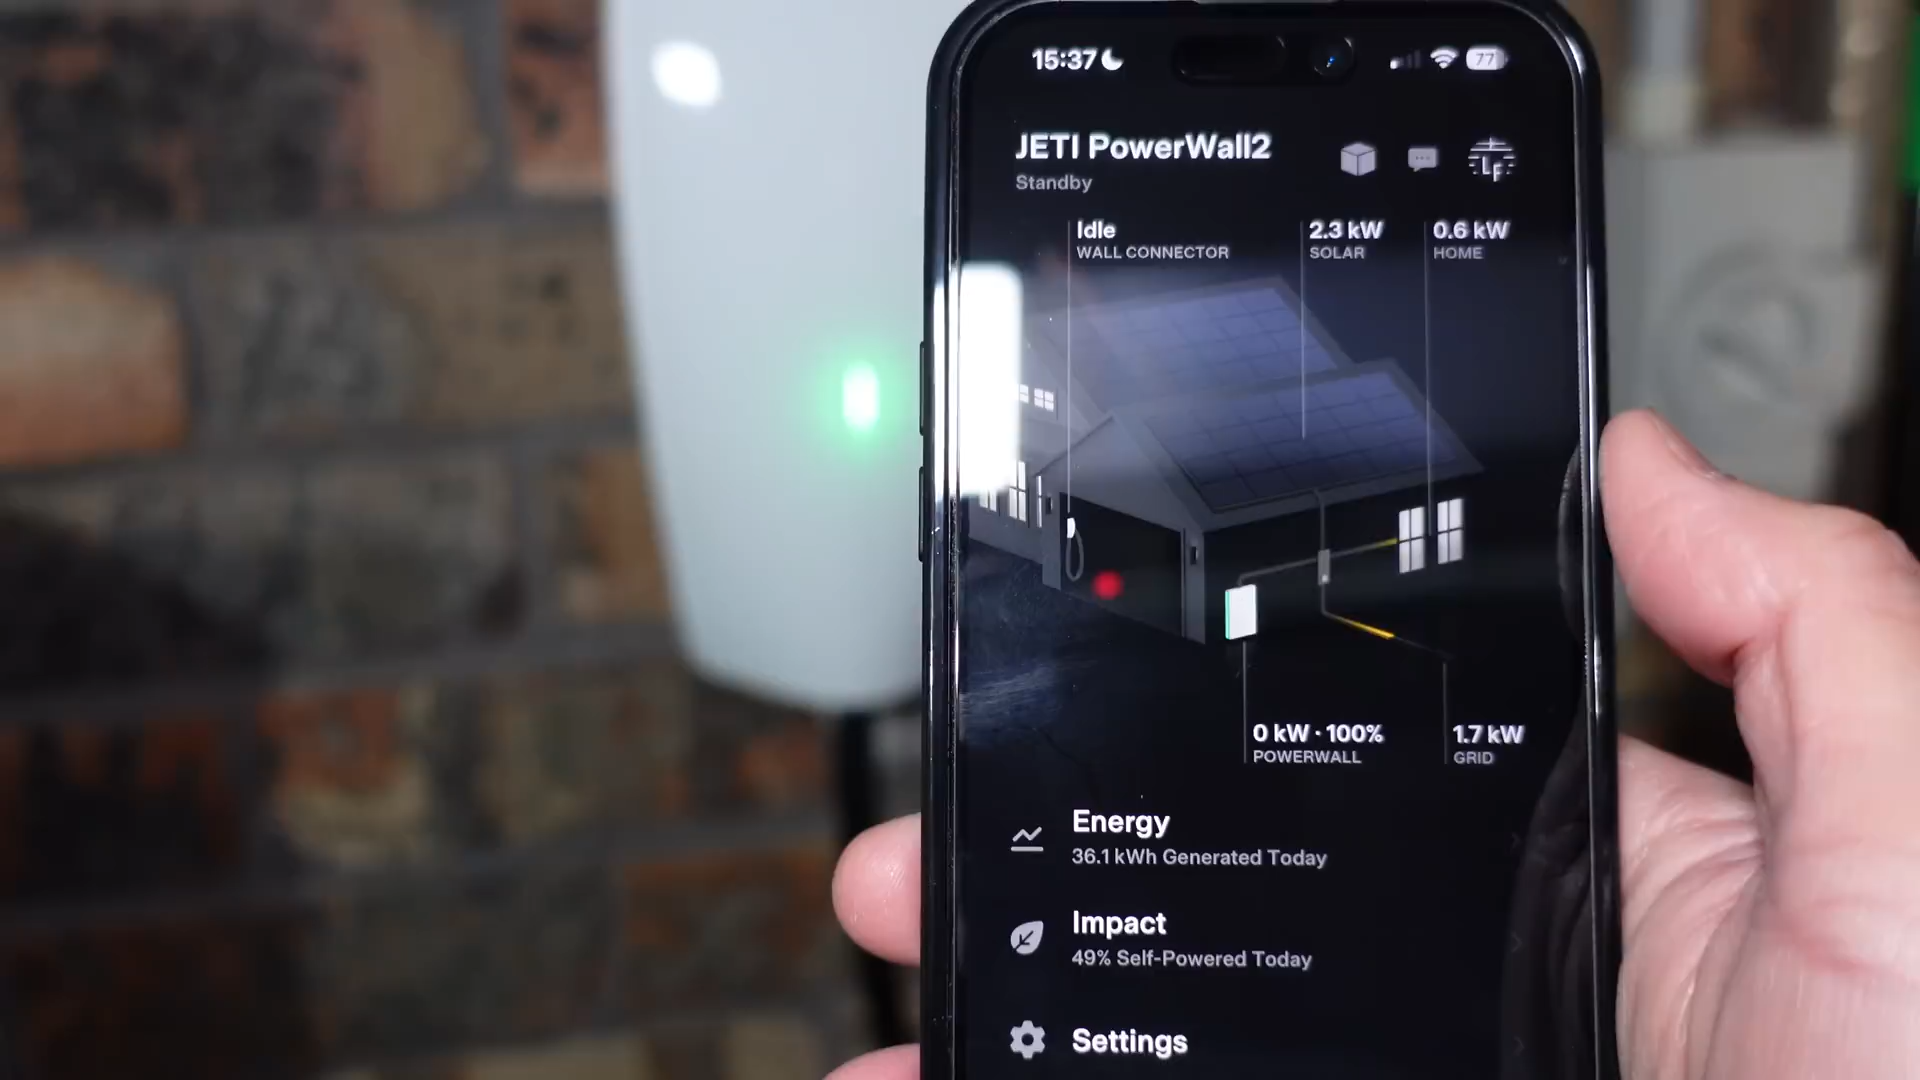 15:37
77
JETI PowerWall2
Standby
Idle
WALL CONNECTOR
2.3 kW
SOLAR
0.6 kW
HOME
0 kW · 100%
POWERWALL
1.7 kW
GRID
Energy
36.1 kWh Generated Today
Impact
49% Self-Powered Today
Settings